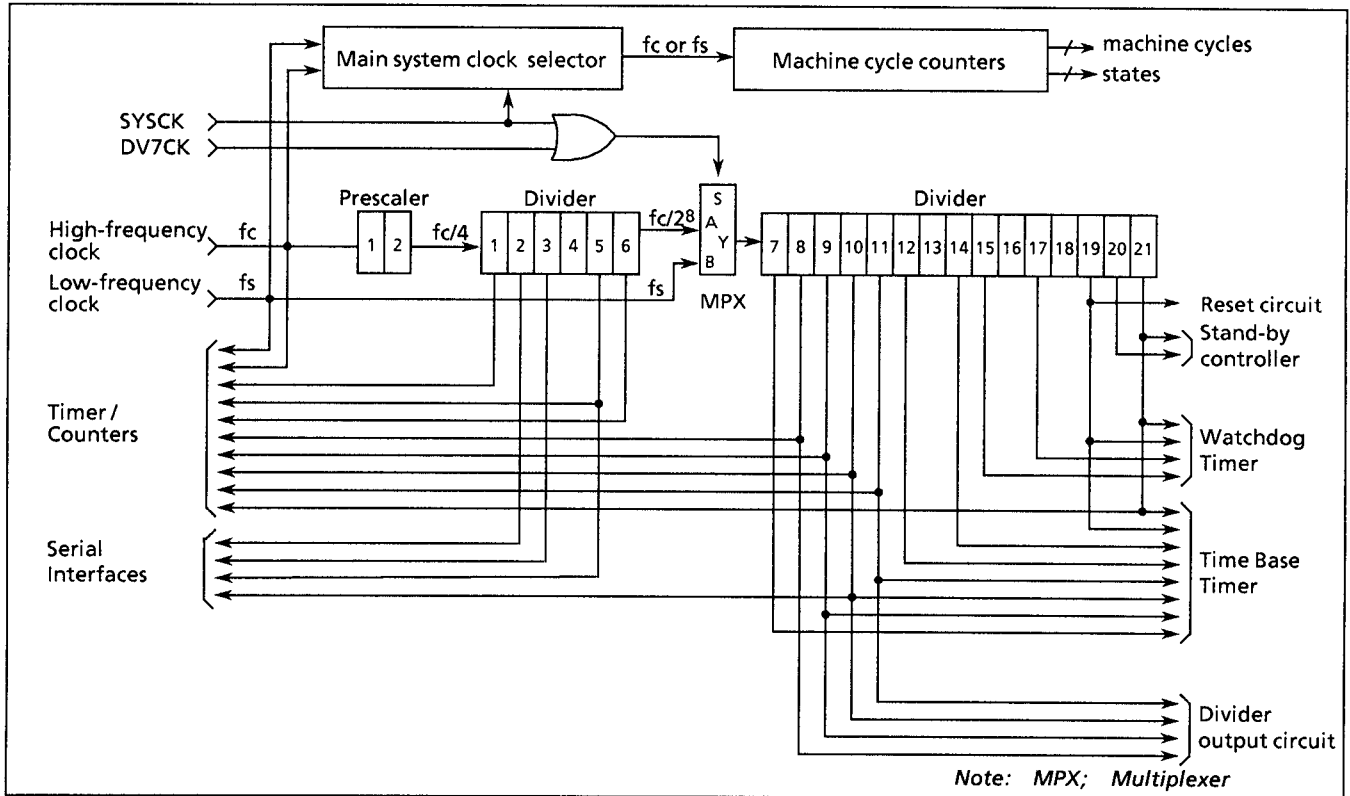 Main system clock selector
fc or fs
Machine cycle counters
machine cycles
states
SYSCK
DV7CK
Prescaler
Divider
fc/2⁸
S
A
Y
B
MPX
Divider
High-frequency
clock
fc
1 2
fc/4
1 2 3 4 5 6
7 8 9 10 11 12 13 14 15 16 17 18 19 20 21
Low-frequency
clock
fs
fs
Reset circuit
Stand-by
controller
Timer /
Counters
Watchdog
Timer
Serial
Interfaces
Time Base
Timer
Divider
output circuit
Note: MPX; Multiplexer